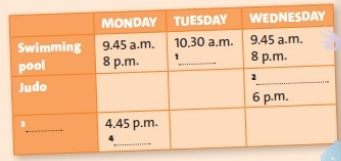 MONDAY TUESDAY WEDNESDAY
Swimming pool 9.45 a.m. 10.30 a.m. 9.45 a.m.
8 p.m. 1 .............. 8 p.m.
Judo 2 ..............
6 p.m.
3 .............. 4.45 p.m.
4 ..............